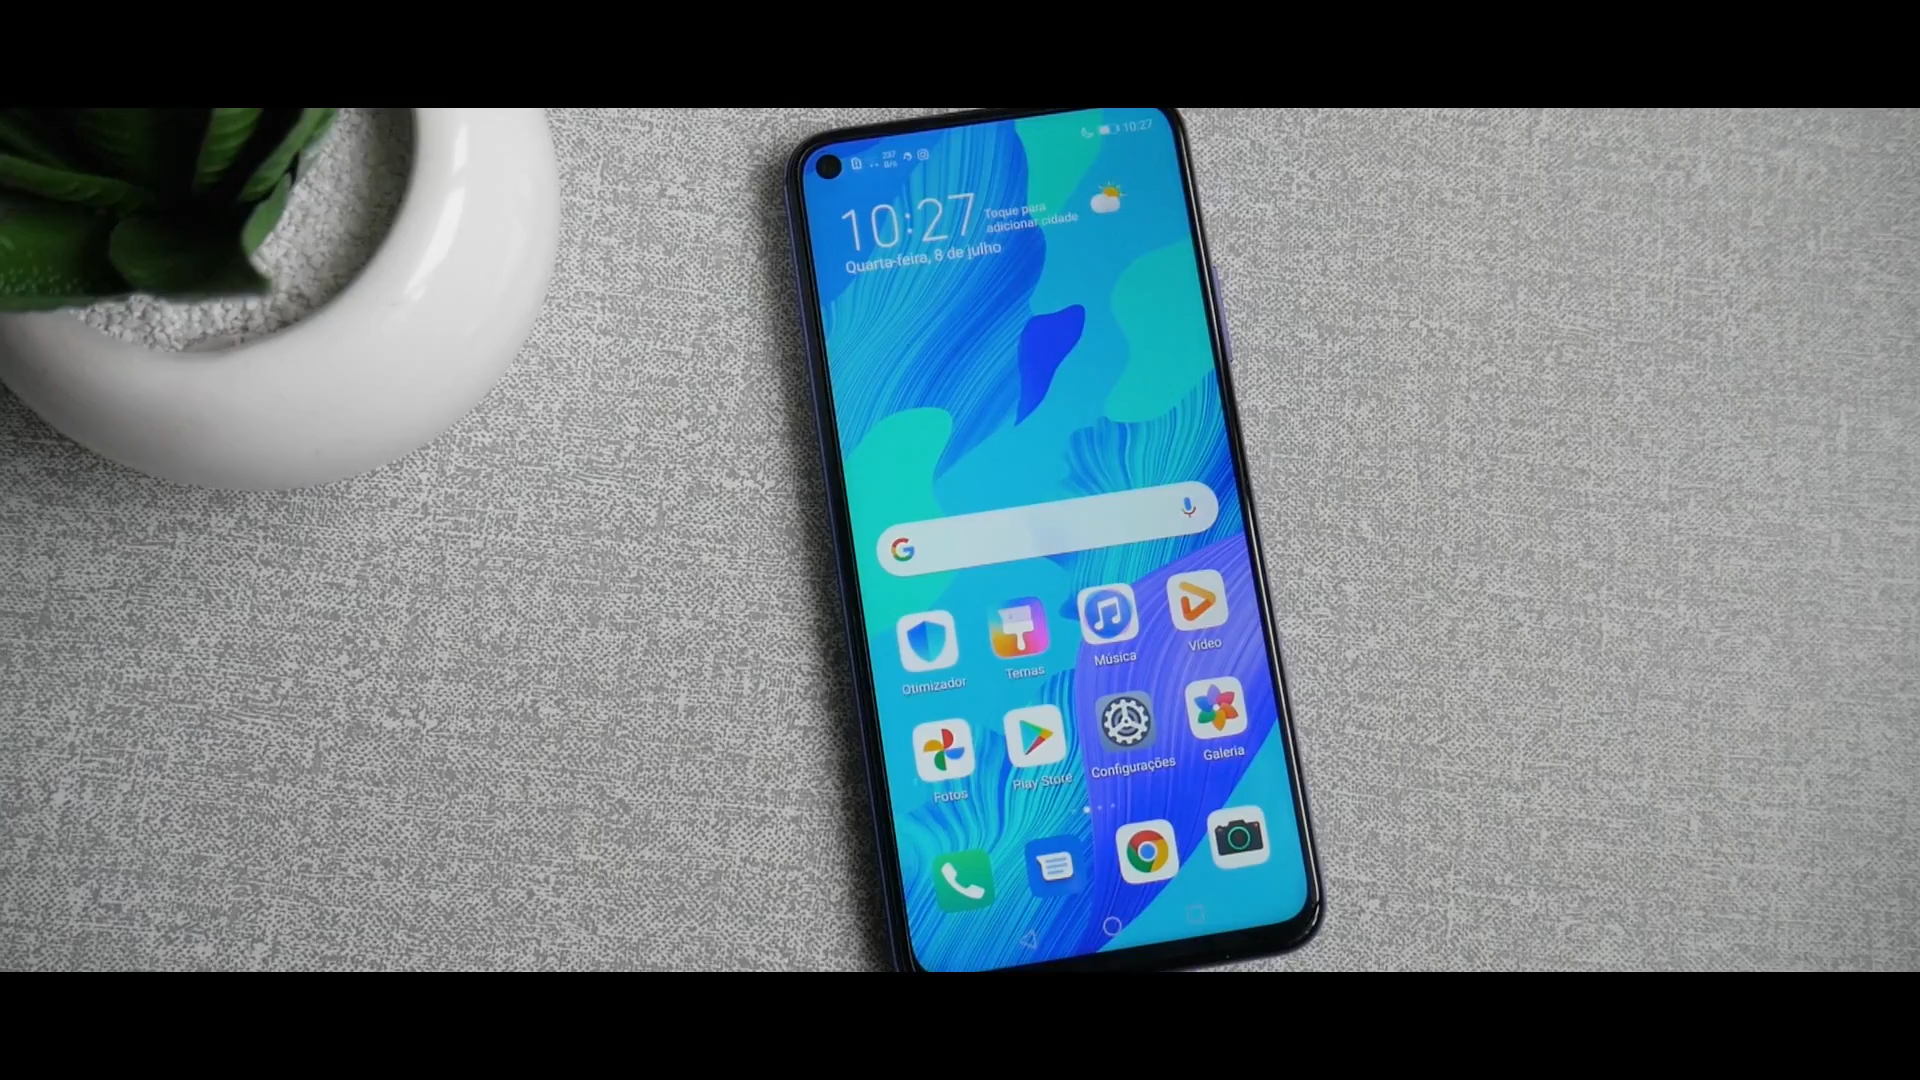 10:27
237
B/s
10:27
Toque para
adicionar cidade
Quarta-feira, 8 de julho
G
Otimizador
Temas
Música
Vídeo
Fotos
Play Store
Configurações
Galeria